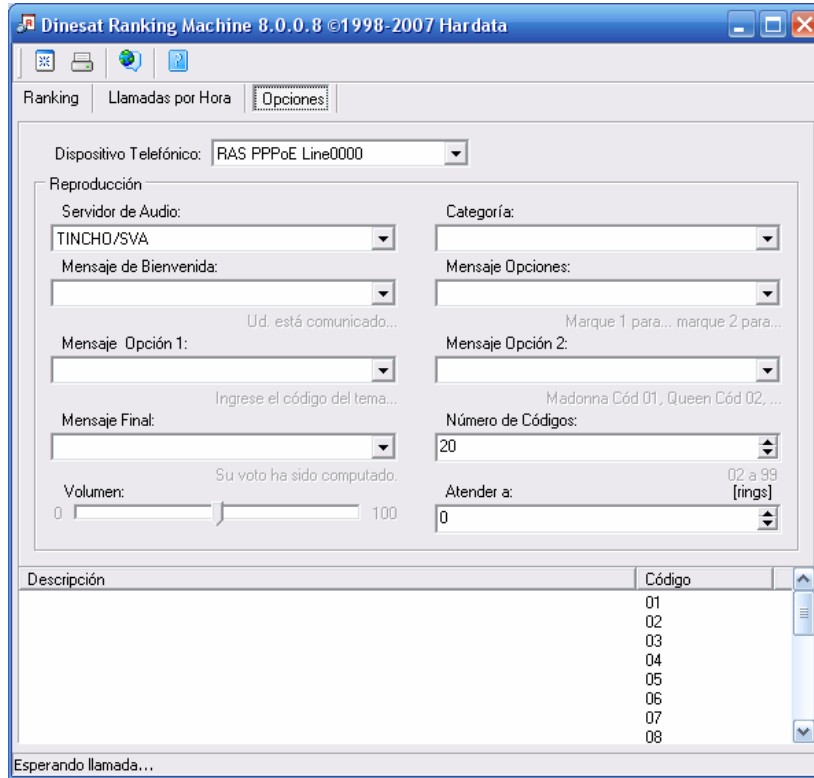 Dinesat Ranking Machine 8.0.0.8 ©1998-2007 Hardata
Ranking Llamadas por Hora Opciones
Dispositivo Telefónico: RAS PPPoE Line0000
Reproducción
Servidor de Audio: Categoría:
TINCHO/SVA
Mensaje de Bienvenida: Mensaje Opciones:
Ud. está comunicado... Marque 1 para... marque 2 para...
Mensaje Opción 1: Mensaje Opción 2:
Ingrese el código del tema... Madonna Cód 01, Queen Cód 02, ...
Mensaje Final: Número de Códigos:
20
Su voto ha sido computado. 02 a 99
Volumen: Atender a: [rings]
0 100 0
Descripción Código
01
02
03
04
05
06
07
08
Esperando llamada...